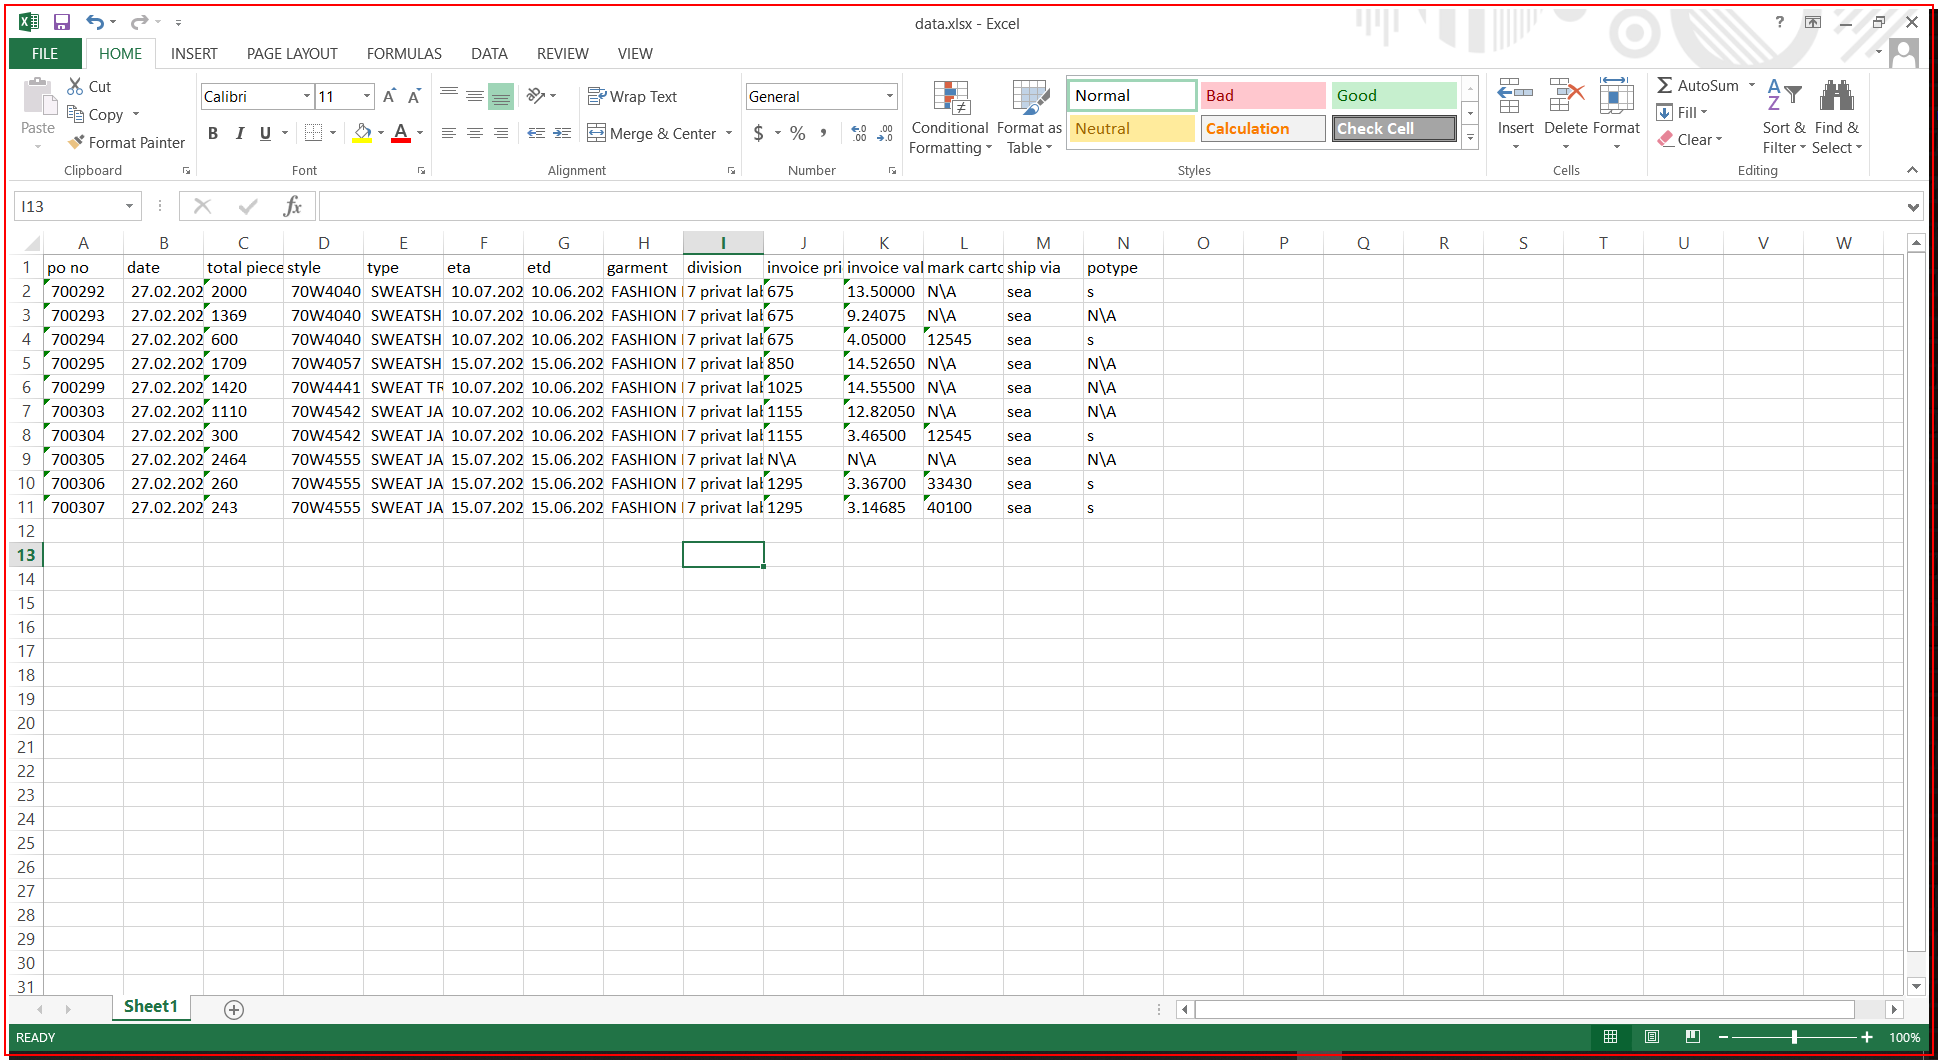 data.xlsx - Excel
?
FILE HOME INSERT PAGE LAYOUT FORMULAS DATA REVIEW VIEW
Paste
Cut
Copy
Format Painter
Clipboard
Calibri 11
B I U
Font
Wrap Text
Merge & Center
Alignment
General
$ % ,
Number
Conditional Formatting
Format as Table
Normal Bad Good
Neutral Calculation Check Cell
Styles
Insert Delete Format
Cells
AutoSum
Fill
Clear
Sort & Filter
Find & Select
Editing
I13 fx
A B C D E F G H I J K L M N O P Q R S T U V W
1 po no date total piece style type eta etd garment division invoice pri invoice val mark carto ship via potype
2 700292 27.02.202 2000 70W4040 SWEATSH 10.07.202 10.06.202 FASHION 7 privat lab 675 13.50000 N\A sea s
3 700293 27.02.202 1369 70W4040 SWEATSH 10.07.202 10.06.202 FASHION 7 privat lab 675 9.24075 N\A sea N\A
4 700294 27.02.202 600 70W4040 SWEATSH 10.07.202 10.06.202 FASHION 7 privat lab 675 4.05000 12545 sea s
5 700295 27.02.202 1709 70W4057 SWEATSH 15.07.202 15.06.202 FASHION 7 privat lab 850 14.52650 N\A sea N\A
6 700299 27.02.202 1420 70W4441 SWEAT TR 10.07.202 10.06.202 FASHION 7 privat lab 1025 14.55500 N\A sea N\A
7 700303 27.02.202 1110 70W4542 SWEAT JA 10.07.202 10.06.202 FASHION 7 privat lab 1155 12.82050 N\A sea N\A
8 700304 27.02.202 300 70W4542 SWEAT JA 10.07.202 10.06.202 FASHION 7 privat lab 1155 3.46500 12545 sea s
9 700305 27.02.202 2464 70W4555 SWEAT JA 15.07.202 15.06.202 FASHION 7 privat lab N\A N\A N\A sea N\A
10 700306 27.02.202 260 70W4555 SWEAT JA 15.07.202 15.06.202 FASHION 7 privat lab 1295 3.36700 33430 sea s
11 700307 27.02.202 243 70W4555 SWEAT JA 15.07.202 15.06.202 FASHION 7 privat lab 1295 3.14685 40100 sea s
12
13
14
15
16
17
18
19
20
21
22
23
24
25
26
27
28
29
30
31
Sheet1
READY 100%